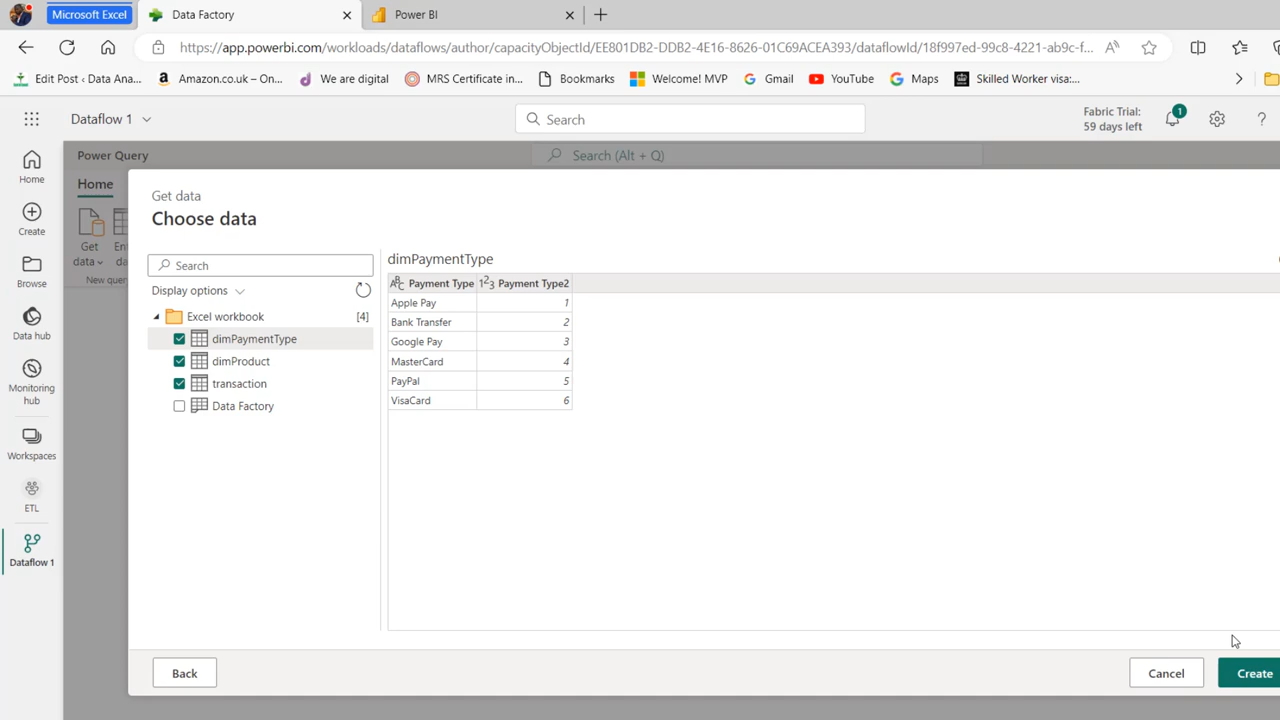 Microsoft Excel
Data Factory
Power BI
https://app.powerbi.com/workloads/dataflows/author/capacityObjectId/EE801DB2-DDB2-4E16-8626-01C69ACEA393/dataflowId/18f997ed-99c8-4221-ab9c-f...
Edit Post ‹ Data Ana...
Amazon.co.uk – On...
We are digital
MRS Certificate in...
Bookmarks
Welcome! MVP
Gmail
YouTube
Maps
Skilled Worker visa:...
Dataflow 1
Search
Fabric Trial:
59 days left
1
?
Power Query
Search (Alt + Q)
Home
Home
Get
data
En
da
New query
Create
Browse
Data hub
Monitoring
hub
Workspaces
ETL
Dataflow 1
Get data
Choose data
Search
Display options
Excel workbook [4]
dimPaymentType
dimProduct
transaction
Data Factory
dimPaymentType
ABC Payment Type 123 Payment Type2
Apple Pay 1
Bank Transfer 2
Google Pay 3
MasterCard 4
PayPal 5
VisaCard 6
Back
Cancel
Create